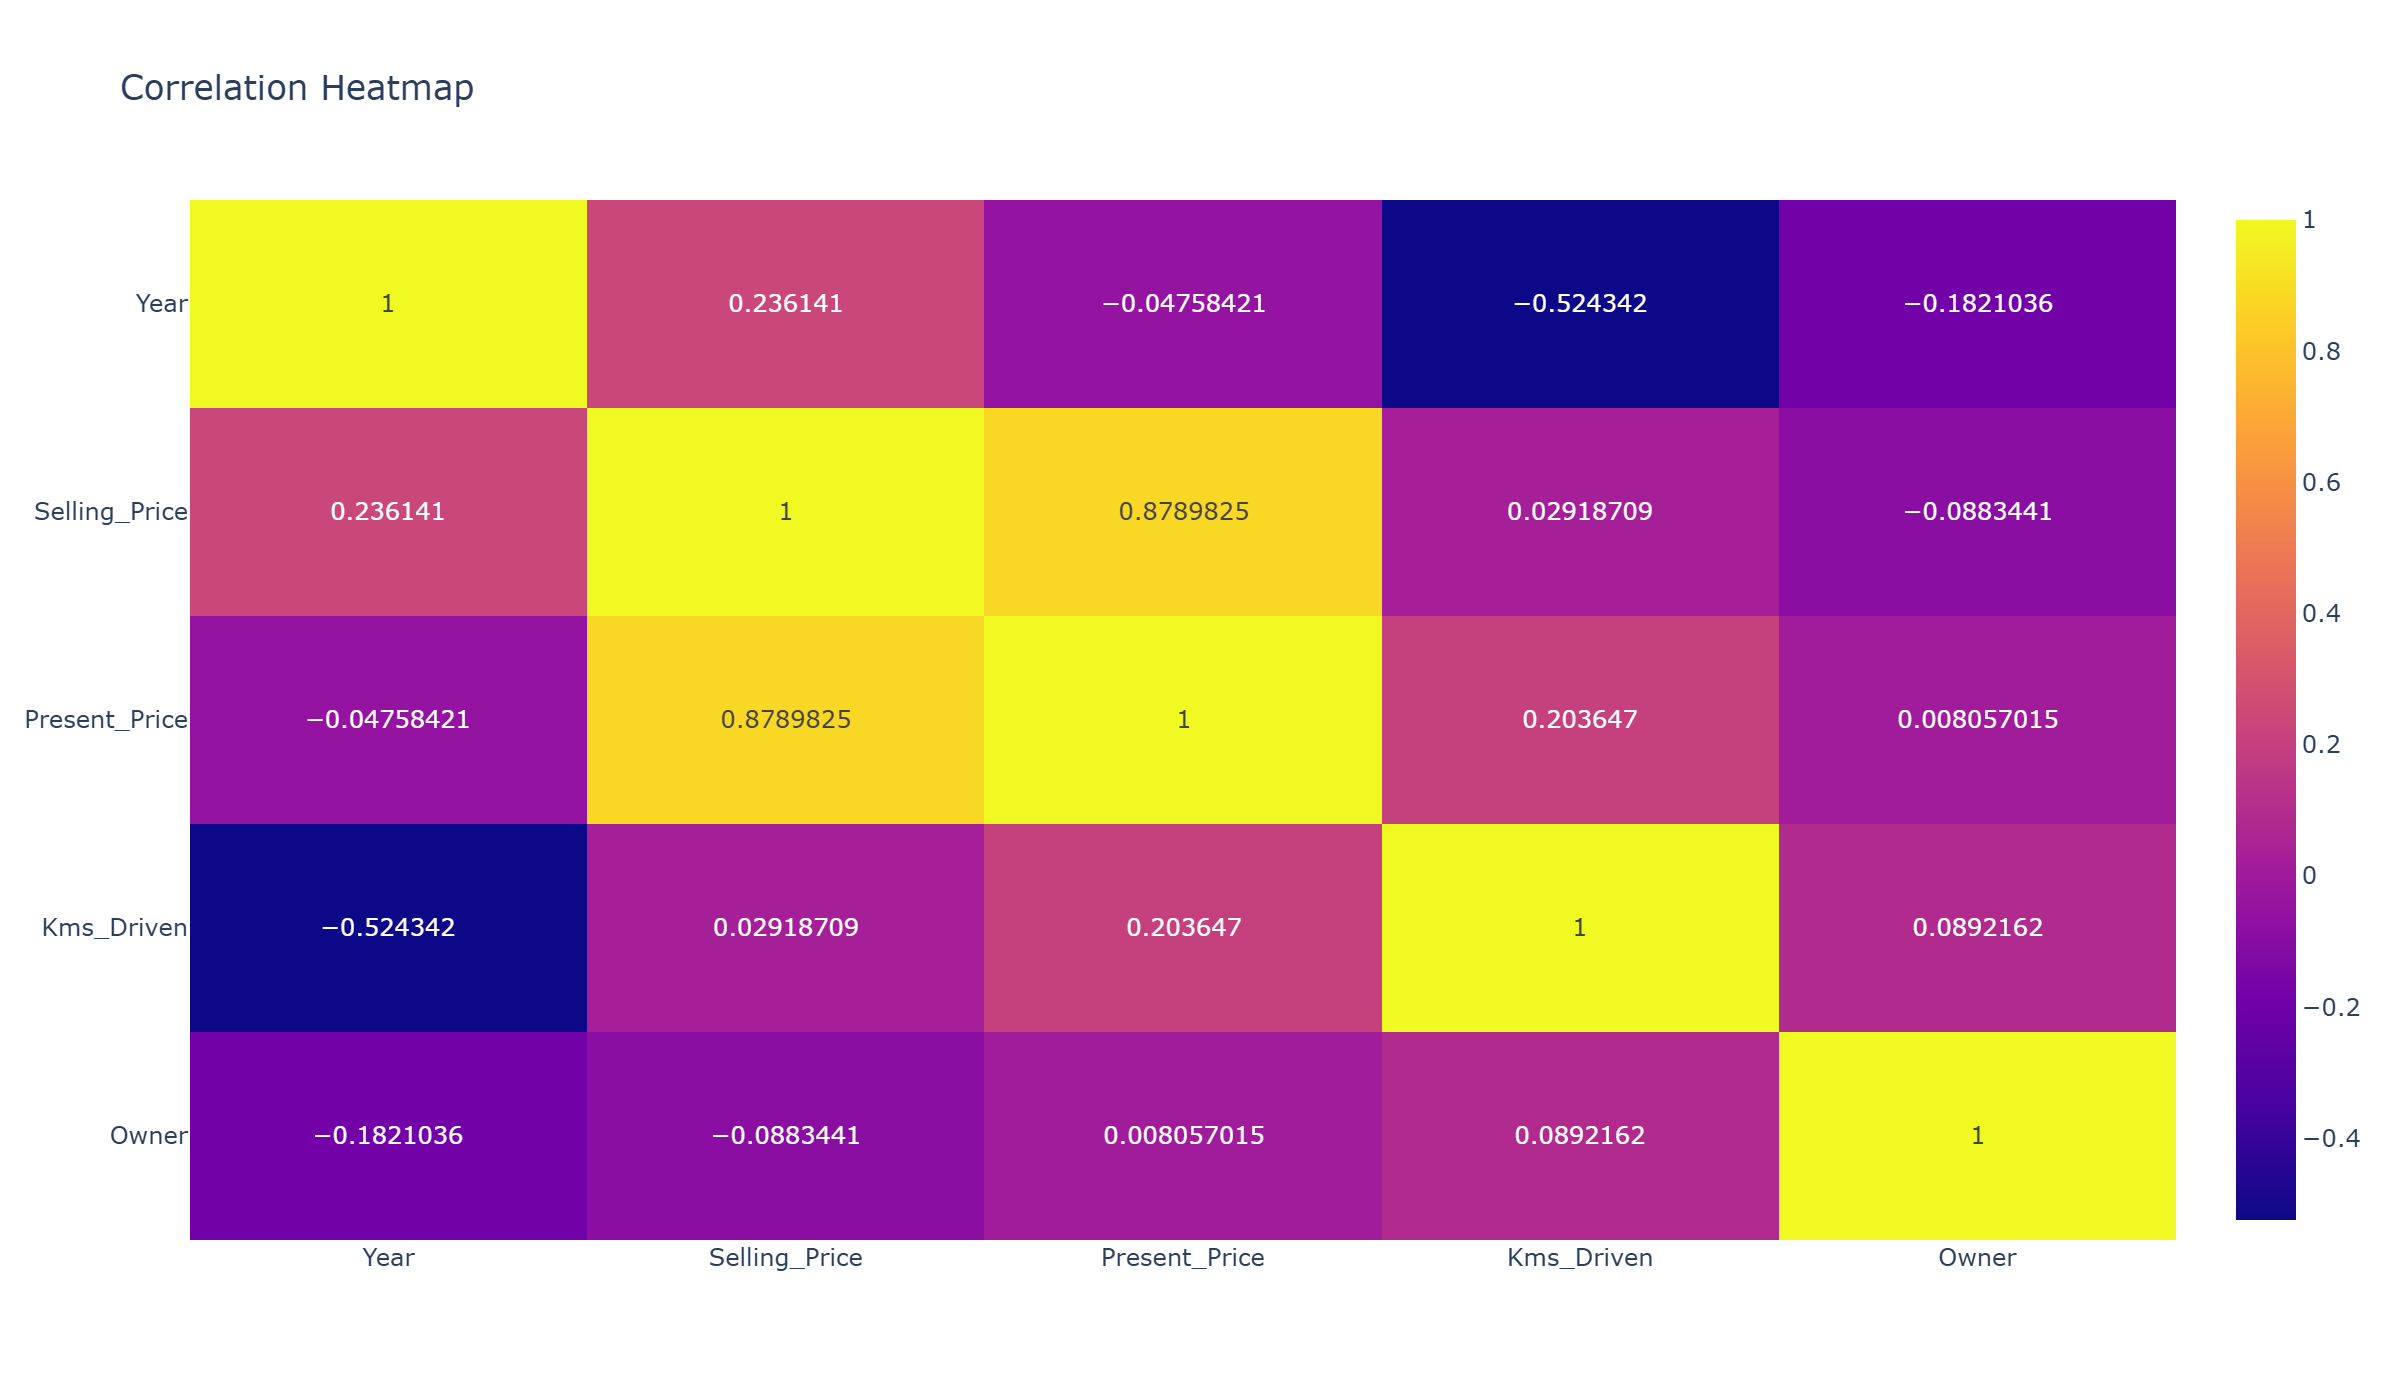 Correlation Heatmap
1
Year 1 0.236141 −0.04758421 −0.524342 −0.1821036
0.8
Selling_Price 0.236141 1 0.8789825 0.02918709 −0.0883441
0.6
0.4
Present_Price −0.04758421 0.8789825 1 0.203647 0.008057015
0.2
0
Kms_Driven −0.524342 0.02918709 0.203647 1 0.0892162
−0.2
Owner −0.1821036 −0.0883441 0.008057015 0.0892162 1
−0.4
Year Selling_Price Present_Price Kms_Driven Owner